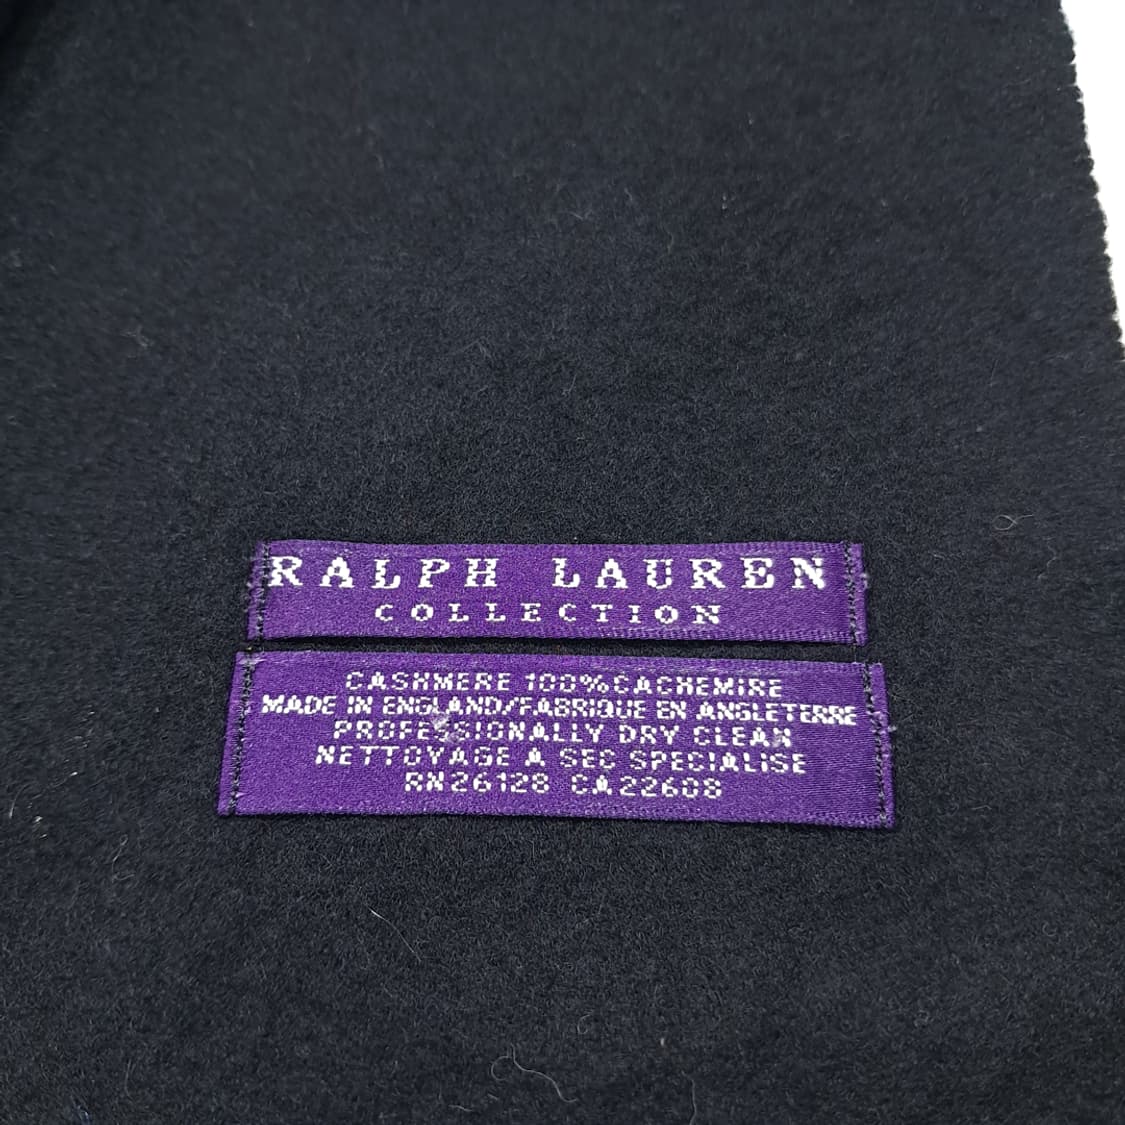 RALPH LAUREN
COLLECTION
CASHMERE 100% CACHEMIRE
MADE IN ENGLAND/FABRIQUE EN ANGLETERRE
PROFESSIONALLY DRY CLEAN
NETTOYAGE A SEC SPECIALISE
RN26128 CA22608